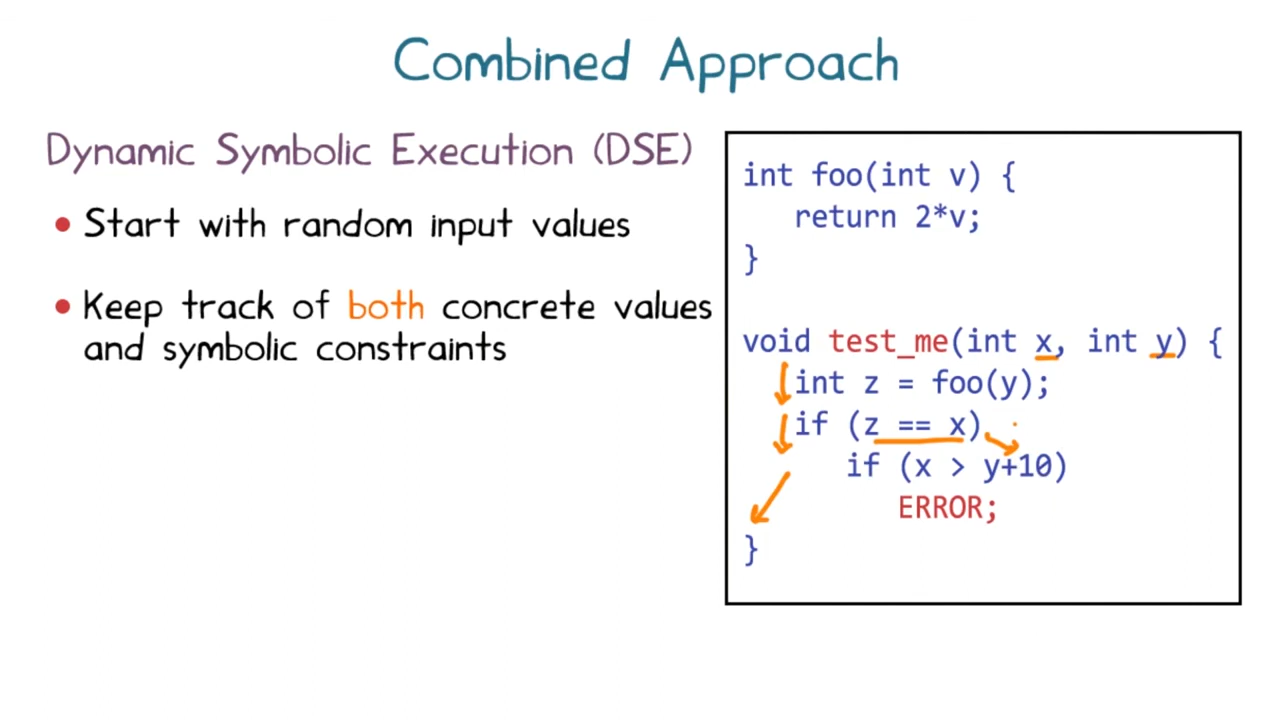 Combined Approach
Dynamic Symbolic Execution (DSE)
• Start with random input values
• Keep track of both concrete values
and symbolic constraints
int foo(int v) {
return 2*v;
}
void test_me(int x, int y) {
int z = foo(y);
if (z == x)
if (x > y+10)
ERROR;
}